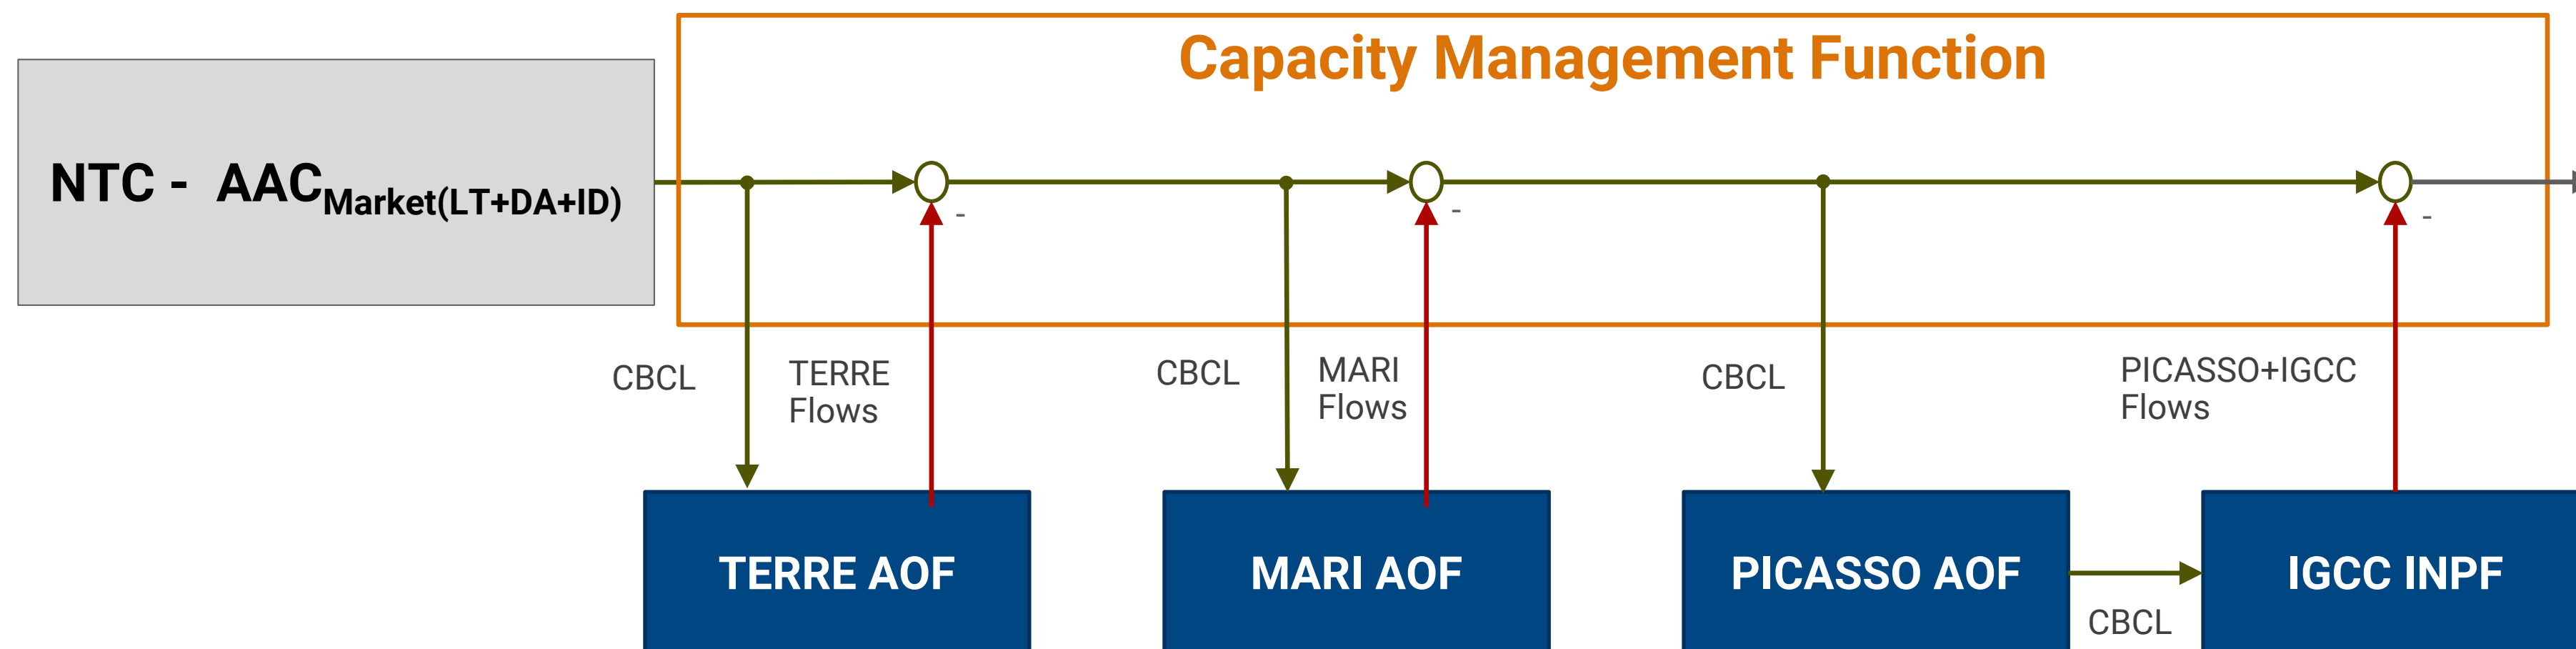 Capacity Management Function
NTC - AAC Market(LT+DA+ID)
-
-
-
CBCL
TERRE
Flows
CBCL
MARI
Flows
CBCL
PICASSO+IGCC
Flows
TERRE AOF
MARI AOF
PICASSO AOF
IGCC INPF
CBCL